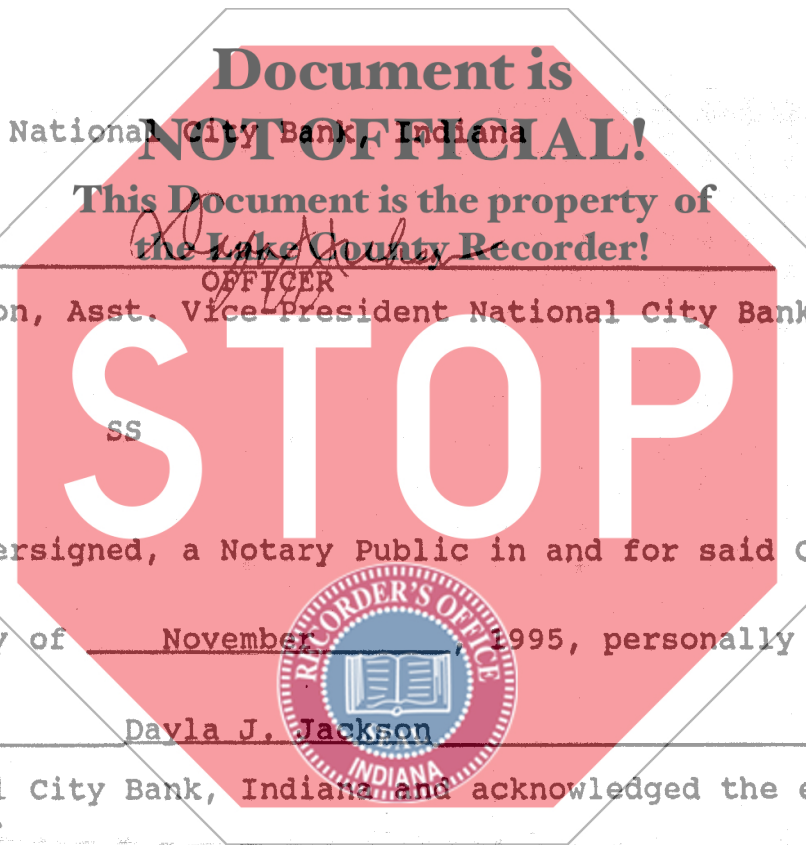 Document is
National City Bank, Indiana
NOT OFFICIAL!
This Document is the property of
the Lake County Recorder!
OFFICER
on, Asst. Vice-President National City Bank
STOP
SS
ersigned, a Notary Public in and for said C
RECORDER'S OFFICE
y of November, 1995, personally
Dayla J. Jackson
SEAL
INDIANA
l City Bank, Indiana and acknowledged the e